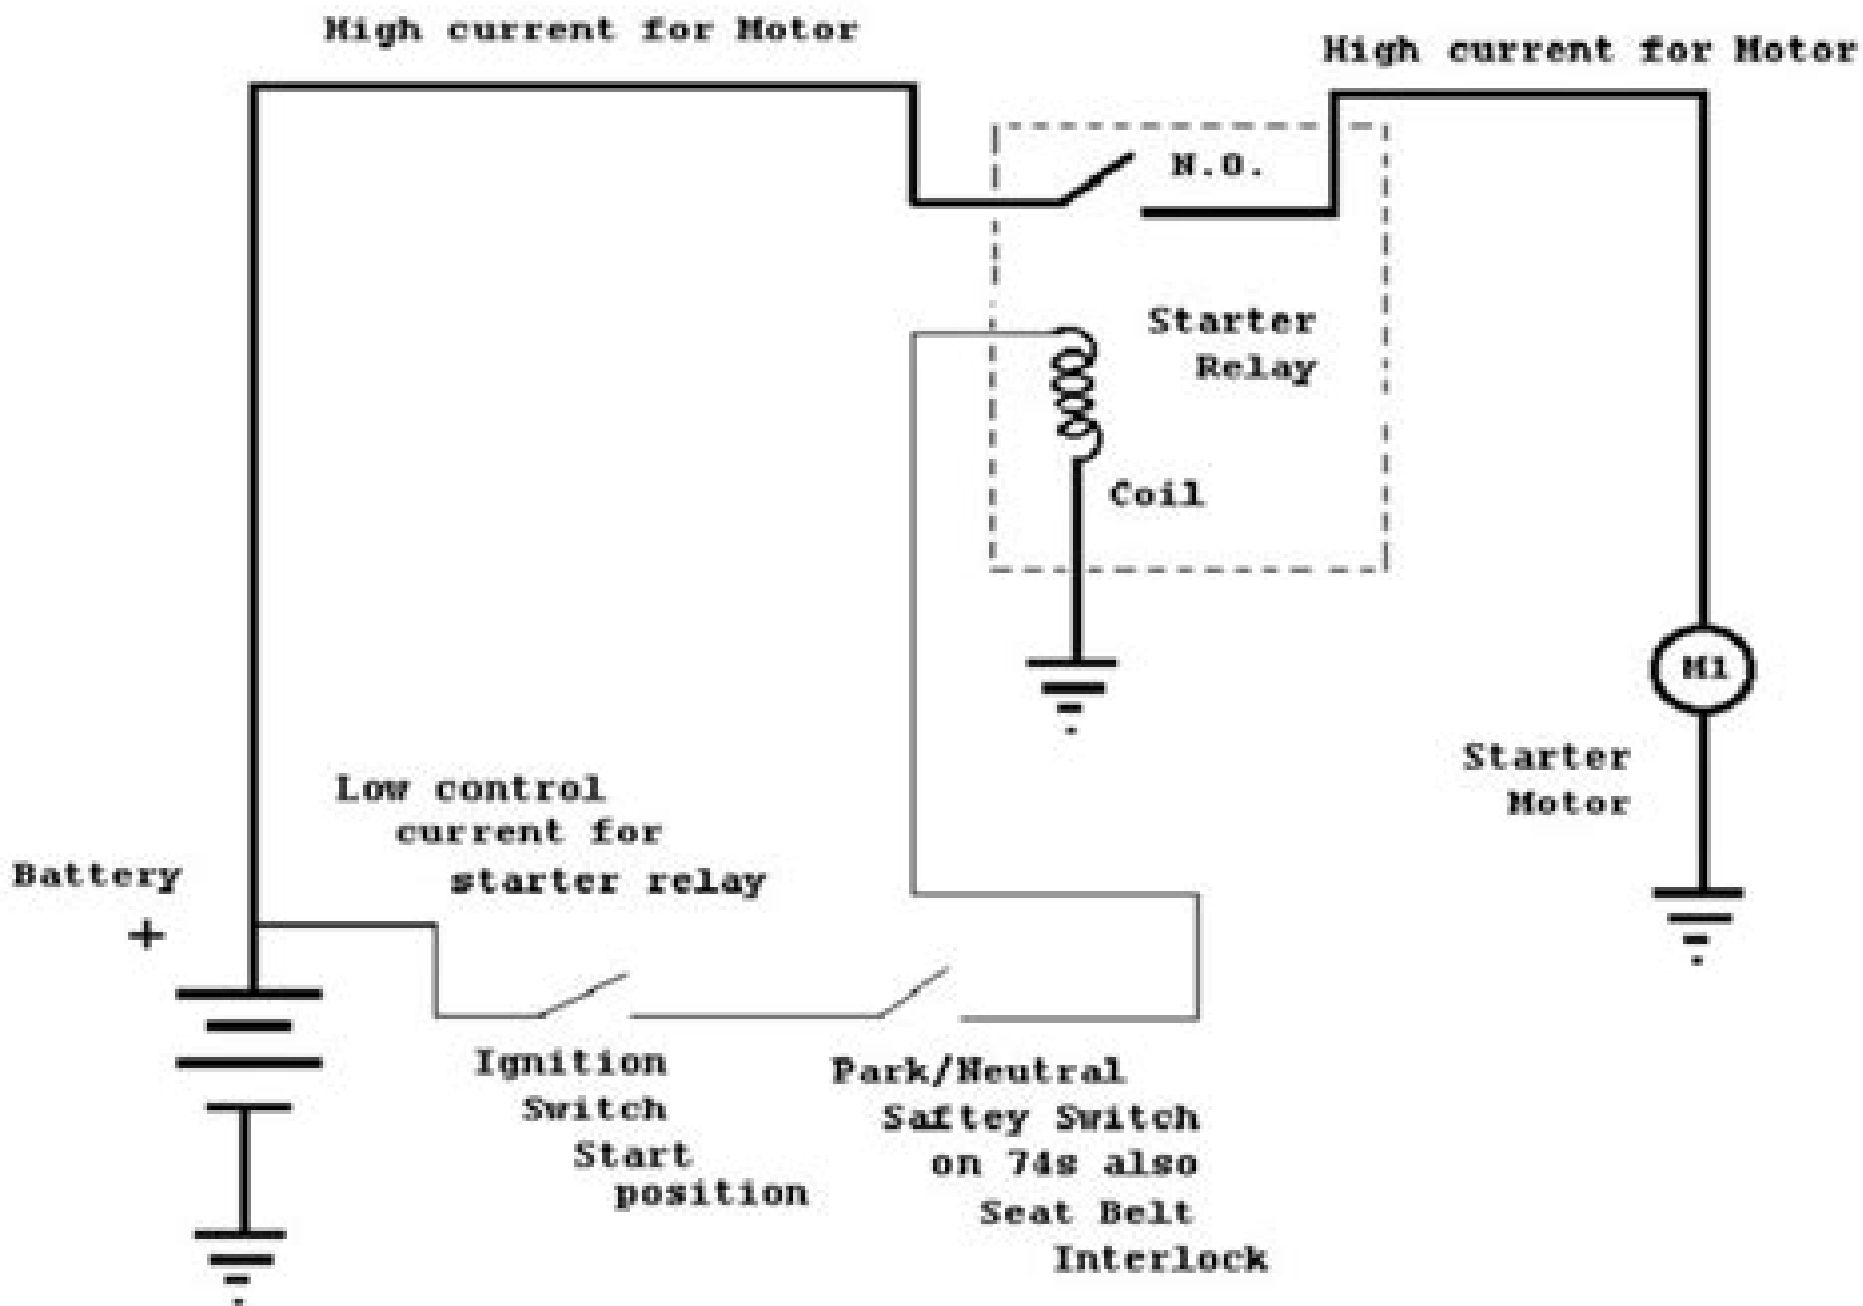 High current for Motor
High current for Motor
N.O.
Starter
Relay
Coil
M1
Starter
Motor
Low control
current for
starter relay
Battery
+
Ignition
Switch
Start
position
Park/Neutral
Saftey Switch
on 74s also
Seat Belt
Interlock